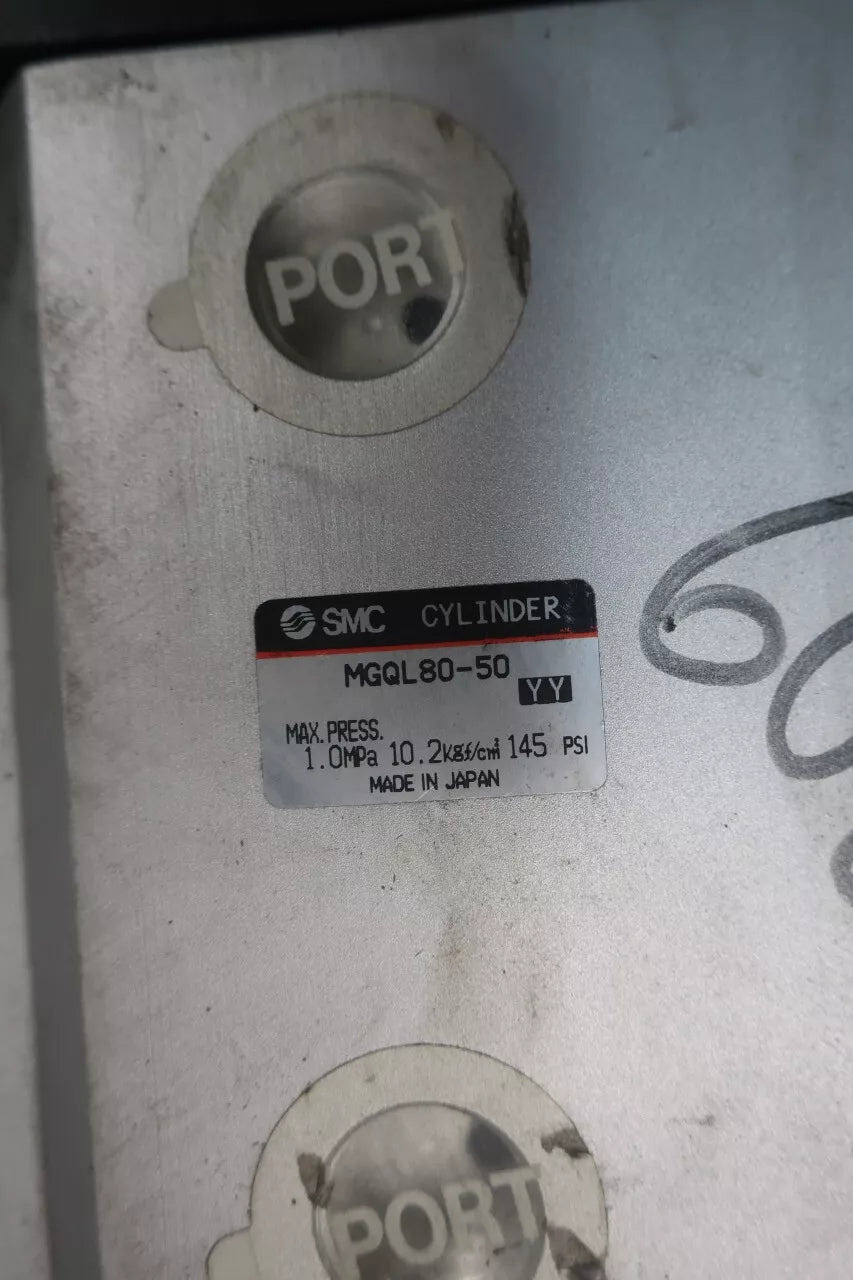 PORT
SMC CYLINDER
MGQL80-50
YY
MAX. PRESS.
1.0MPa 10.2kgf/cm² 145 PSI
MADE IN JAPAN
PORT